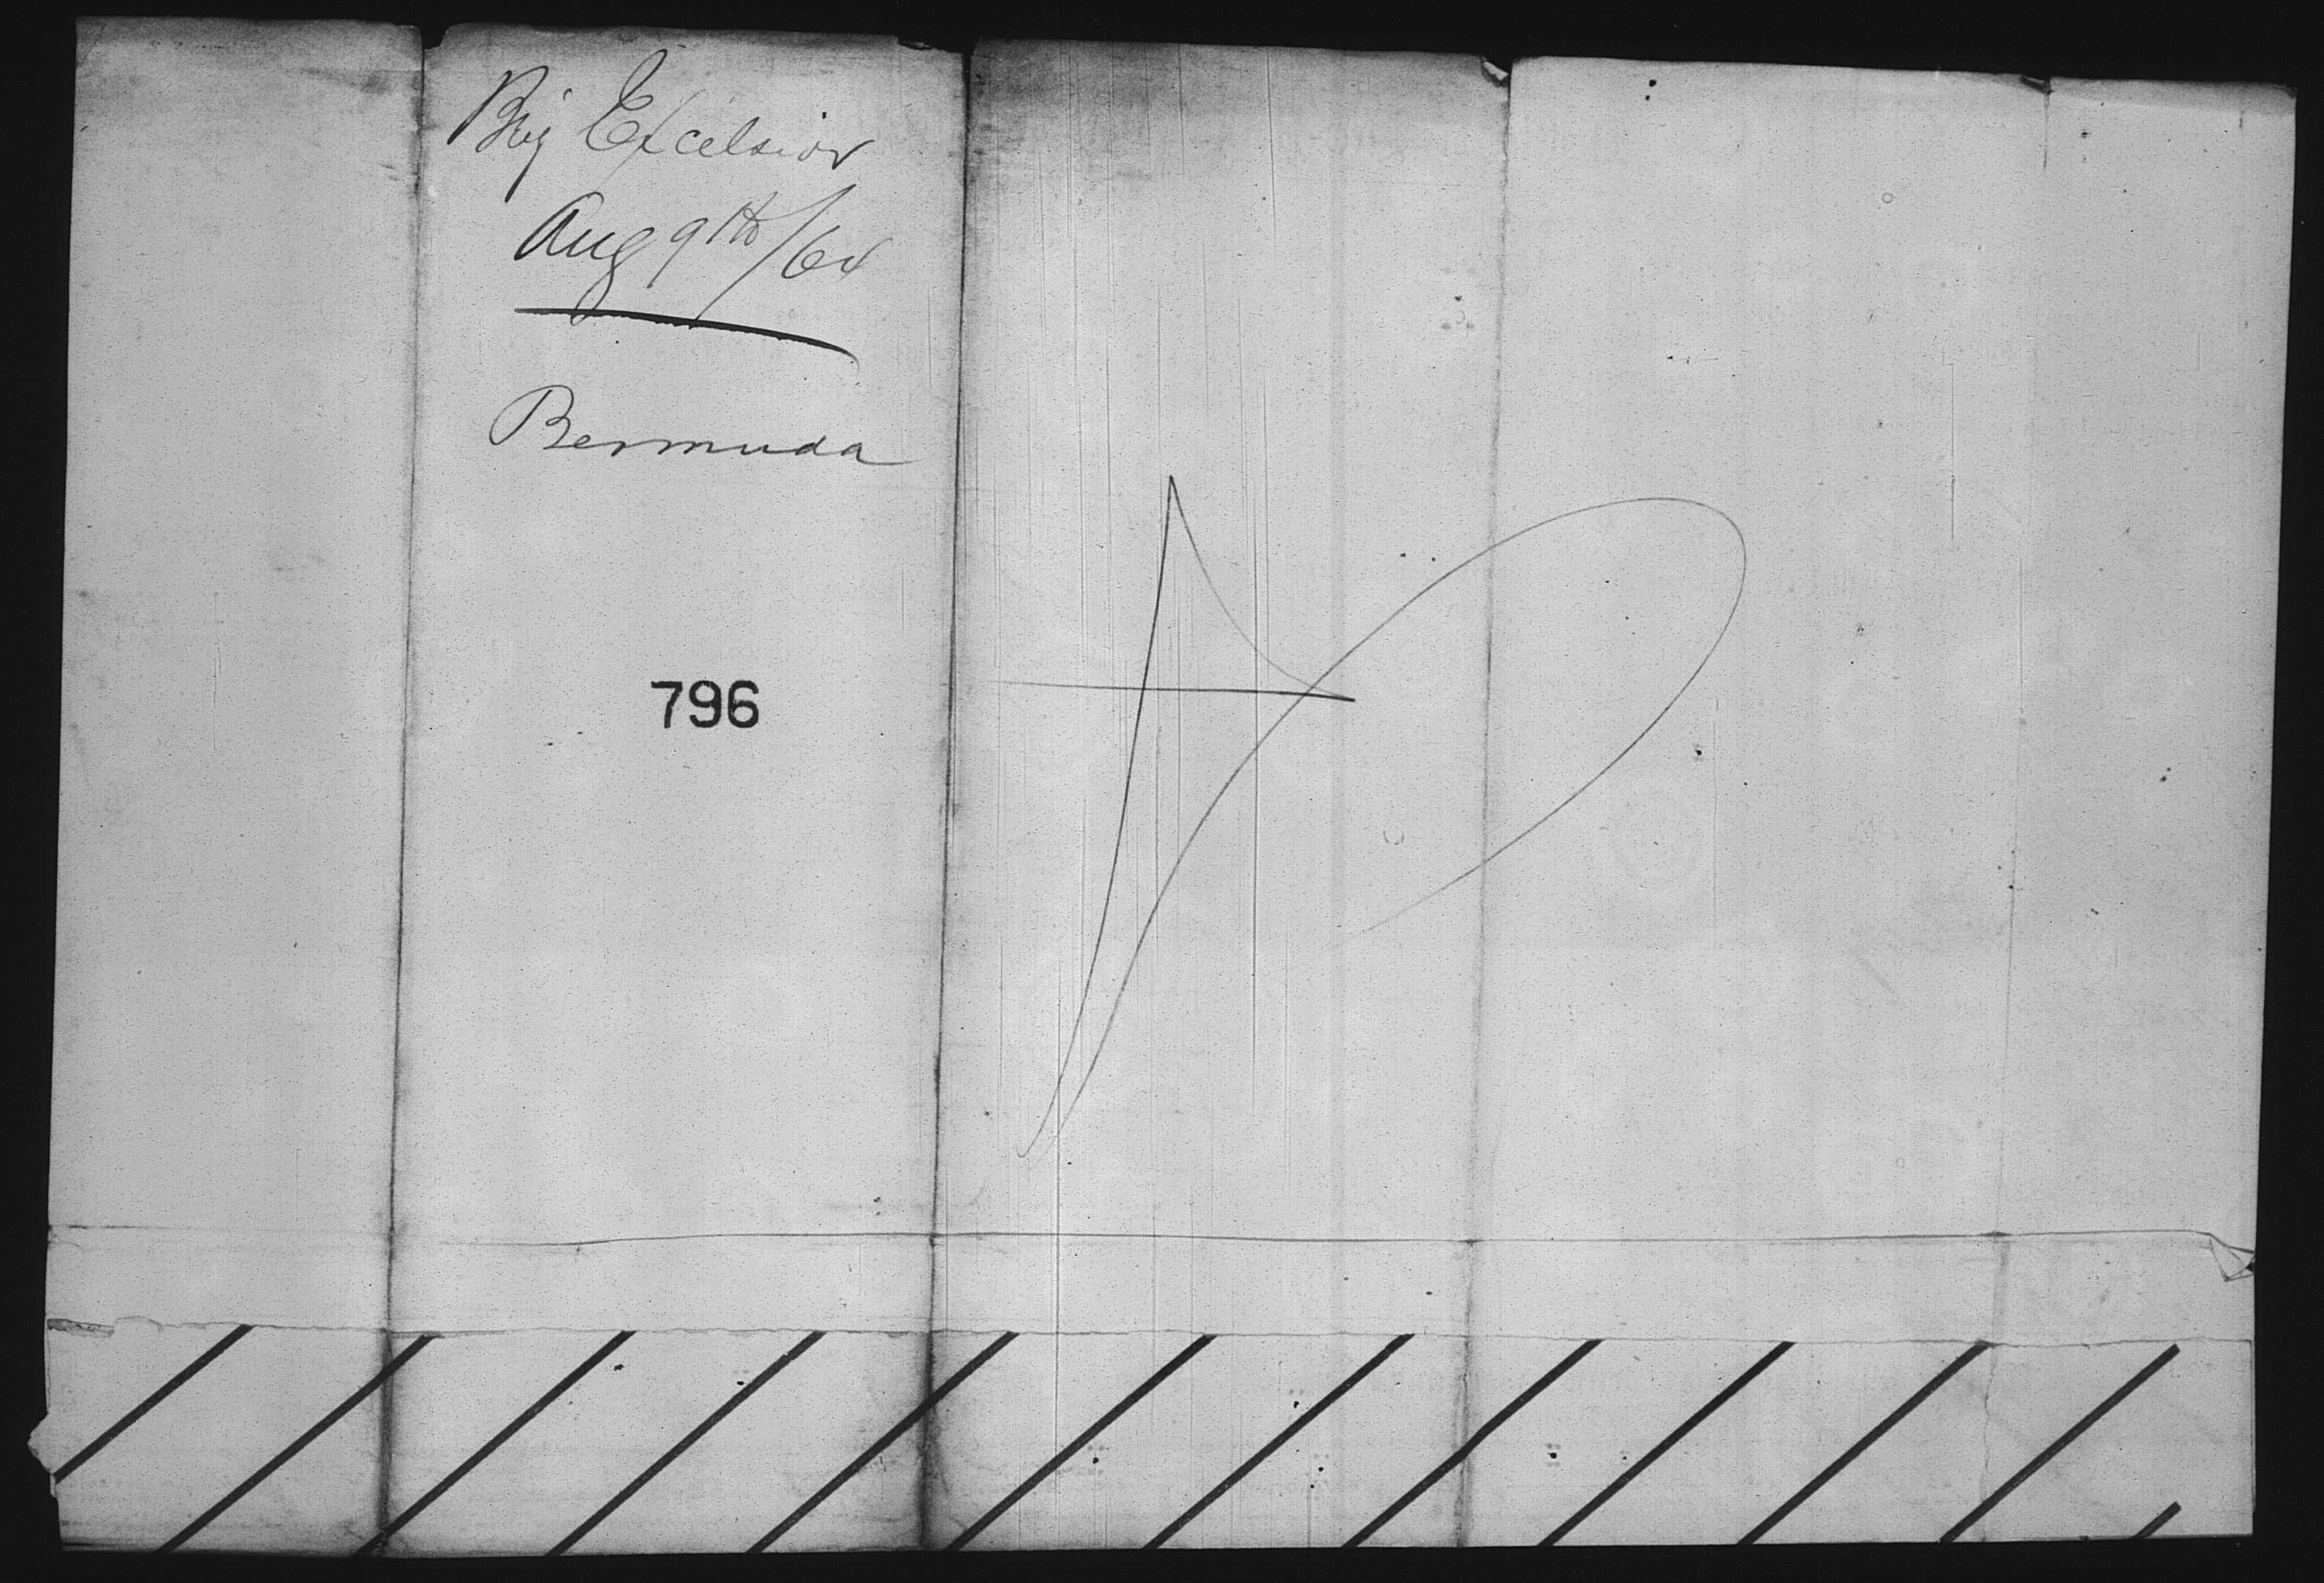 Brig Excelsior
Aug 9th/64
Bermuda
796